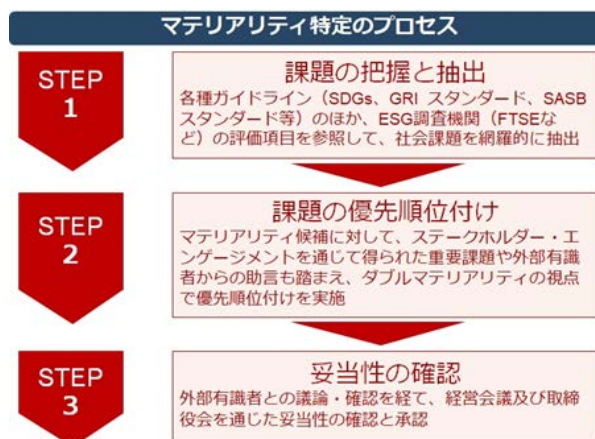 マテリアリティ特定のプロセス
STEP
1
課題の把握と抽出
各種ガイドライン（SDGs、GRI スタンダード、SASB
スタンダード等）のほか、ESG調査機関（FTSEな
ど）の評価項目を参照して、社会課題を網羅的に抽出
STEP
2
課題の優先順位付け
マテリアリティ候補に対して、ステークホルダー・エ
ンゲージメントを通じて得られた重要課題や外部有識
者からの助言も踏まえ、ダブルマテリアリティの視点
で優先順位付けを実施
STEP
3
妥当性の確認
外部有識者との議論・確認を経て、経営会議及び取締
役会を通じた妥当性の確認と承認